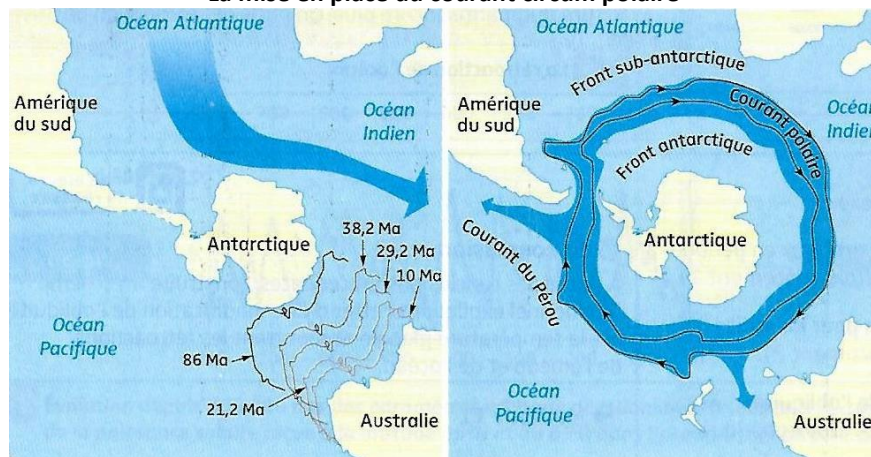 La mise en place du courant circum polaire
Océan Atlantique
Amérique
du sud
Océan
Indien
Antarctique
38,2 Ma
29,2 Ma
10 Ma
Océan
Pacifique
86 Ma
21,2 Ma
Australie
Océan Atlantique
Front sub-antarctique
Amérique
du sud
Courant polaire
Océan
Indien
Front antarctique
Antarctique
Courant du Pérou
Océan
Pacifique
Australie